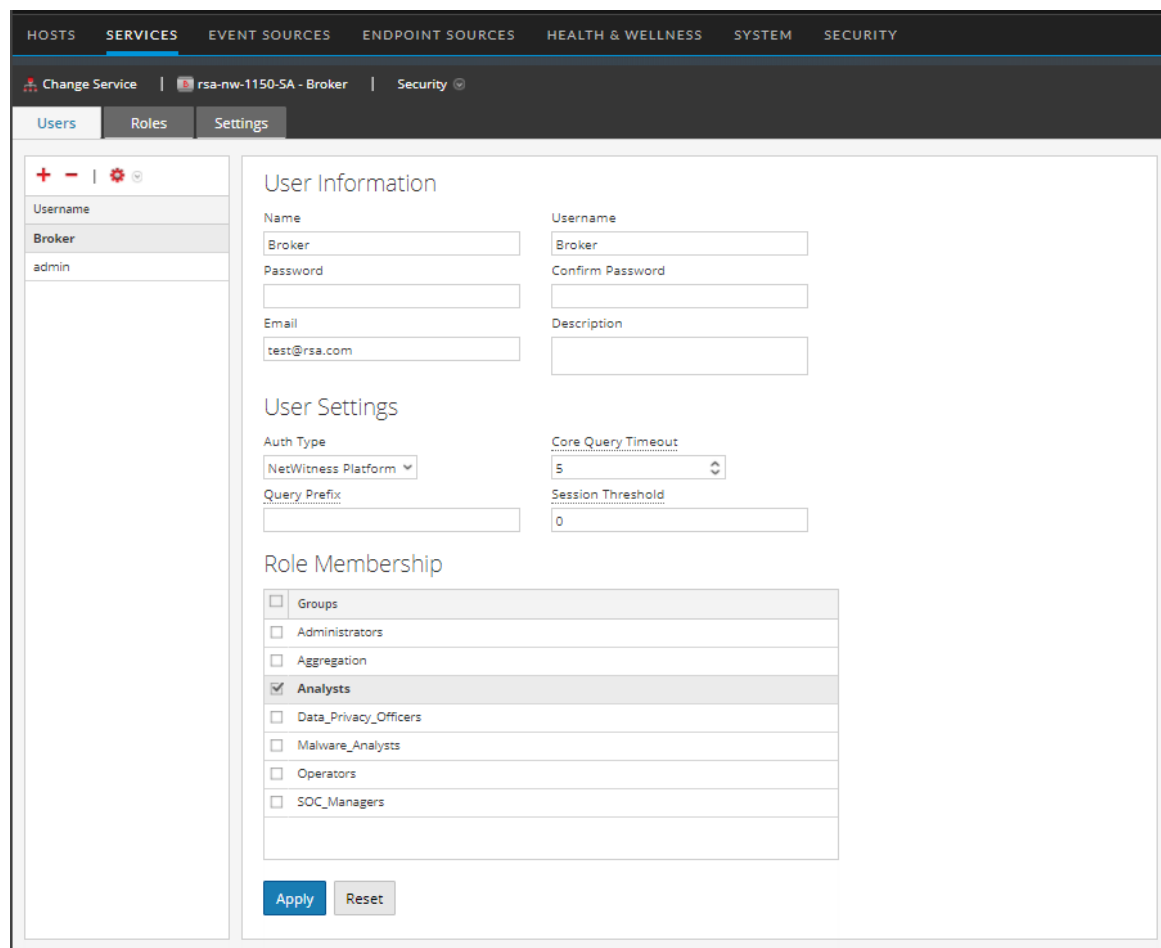 HOSTS SERVICES EVENT SOURCES ENDPOINT SOURCES HEALTH & WELLNESS SYSTEM SECURITY
Change Service | rsa-nw-1150-SA - Broker | Security
Users Roles Settings
Username
Broker
admin
User Information
Name Username
Broker Broker
Password Confirm Password
Email Description
test@rsa.com
User Settings
Auth Type Core Query Timeout
NetWitness Platform 5
Query Prefix Session Threshold
0
Role Membership
Groups
Administrators
Aggregation
Analysts
Data_Privacy_Officers
Malware_Analysts
Operators
SOC_Managers
Apply Reset